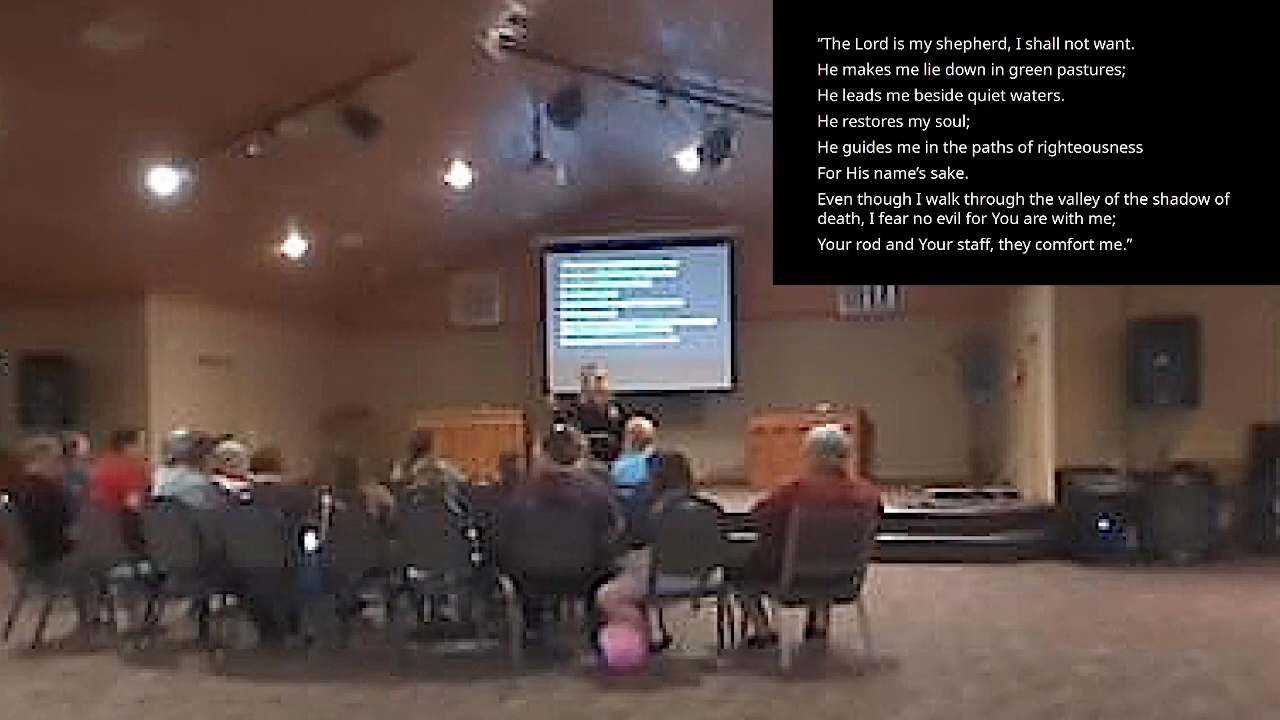 “The Lord is my shepherd, I shall not want.
He makes me lie down in green pastures;
He leads me beside quiet waters.
He restores my soul;
He guides me in the paths of righteousness
For His name’s sake.
Even though I walk through the valley of the shadow of
death, I fear no evil for You are with me;
Your rod and Your staff, they comfort me.”